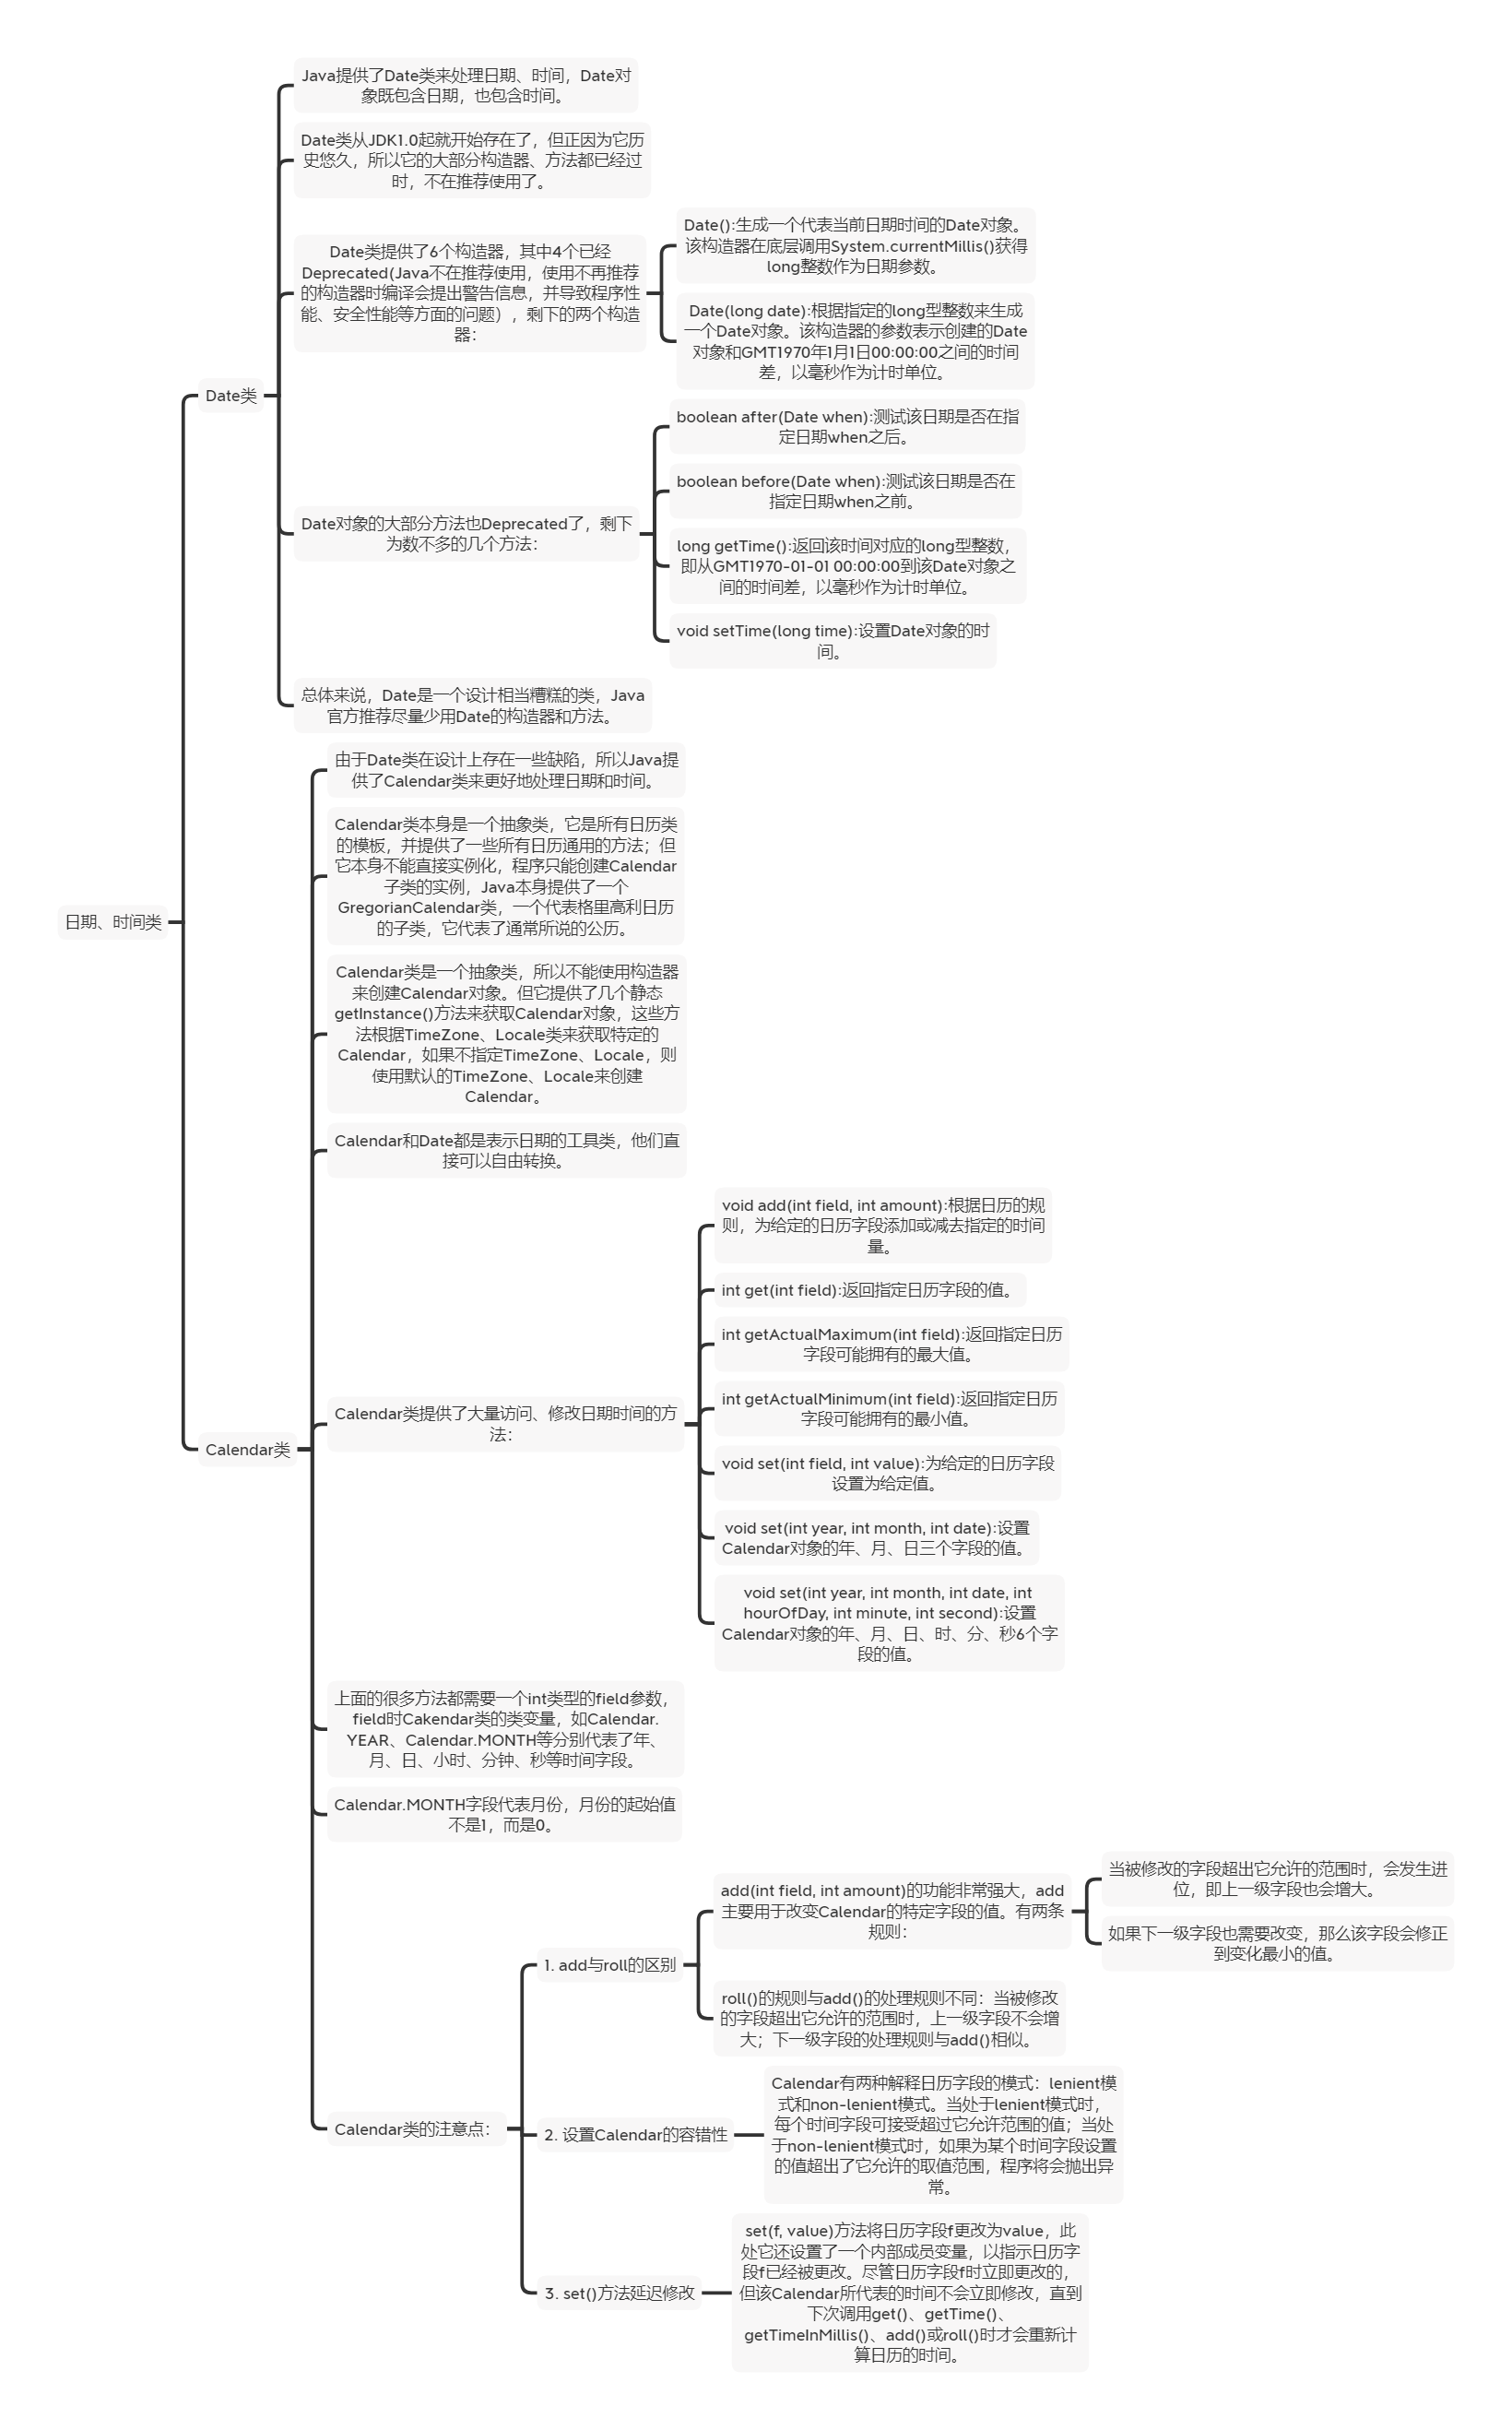 日期、时间类
Date类
Java提供了Date类来处理日期、时间，Date对
象既包含日期，也包含时间。
Date类从JDK1.0起就开始存在了，但正因为它历
史悠久，所以它的大部分构造器、方法都已经过
时，不在推荐使用了。
Date类提供了6个构造器，其中4个已经
Deprecated(Java不在推荐使用，使用不再推荐
的构造器时编译会提出警告信息，并导致程序性
能、安全性能等方面的问题），剩下的两个构造
器：
Date():生成一个代表当前日期时间的Date对象。
该构造器在底层调用System.currentMillis()获得
long整数作为日期参数。
Date(long date):根据指定的long型整数来生成
一个Date对象。该构造器的参数表示创建的Date
对象和GMT1970年1月1日00:00:00之间的时间
差，以毫秒作为计时单位。
Date对象的大部分方法也Deprecated了，剩下
为数不多的几个方法：
boolean after(Date when):测试该日期是否在指
定日期when之后。
boolean before(Date when):测试该日期是否在
指定日期when之前。
long getTime():返回该时间对应的long型整数，
即从GMT1970-01-01 00:00:00到该Date对象之
间的时间差，以毫秒作为计时单位。
void setTime(long time):设置Date对象的时
间。
总体来说，Date是一个设计相当糟糕的类，Java
官方推荐尽量少用Date的构造器和方法。
Calendar类
由于Date类在设计上存在一些缺陷，所以Java提
供了Calendar类来更好地处理日期和时间。
Calendar类本身是一个抽象类，它是所有日历类
的模板，并提供了一些所有日历通用的方法；但
它本身不能直接实例化，程序只能创建Calendar
子类的实例，Java本身提供了一个
GregorianCalendar类，一个代表格里高利日历
的子类，它代表了通常所说的公历。
Calendar类是一个抽象类，所以不能使用构造器
来创建Calendar对象。但它提供了几个静态
getInstance()方法来获取Calendar对象，这些方
法根据TimeZone、Locale类来获取特定的
Calendar，如果不指定TimeZone、Locale，则
使用默认的TimeZone、Locale来创建
Calendar。
Calendar和Date都是表示日期的工具类，他们直
接可以自由转换。
Calendar类提供了大量访问、修改日期时间的方
法：
void add(int field, int amount):根据日历的规
则，为给定的日历字段添加或减去指定的时间
量。
int get(int field):返回指定日历字段的值。
int getActualMaximum(int field):返回指定日历
字段可能拥有的最大值。
int getActualMinimum(int field):返回指定日历
字段可能拥有的最小值。
void set(int field, int value):为给定的日历字段
设置为给定值。
void set(int year, int month, int date):设置
Calendar对象的年、月、日三个字段的值。
void set(int year, int month, int date, int
hourOfDay, int minute, int second):设置
Calendar对象的年、月、日、时、分、秒6个字
段的值。
上面的很多方法都需要一个int类型的field参数，
field时Cakendar类的类变量，如Calendar.
YEAR、Calendar.MONTH等分别代表了年、
月、日、小时、分钟、秒等时间字段。
Calendar.MONTH字段代表月份，月份的起始值
不是1，而是0。
Calendar类的注意点：
1. add与roll的区别
add(int field, int amount)的功能非常强大，add
主要用于改变Calendar的特定字段的值。有两条
规则：
当被修改的字段超出它允许的范围时，会发生进
位，即上一级字段也会增大。
如果下一级字段也需要改变，那么该字段会修正
到变化最小的值。
roll()的规则与add()的处理规则不同：当被修改
的字段超出它允许的范围时，上一级字段不会增
大；下一级字段的处理规则与add()相似。
2. 设置Calendar的容错性
Calendar有两种解释日历字段的模式：lenient模
式和non-lenient模式。当处于lenient模式时，
每个时间字段可接受超过它允许范围的值；当处
于non-lenient模式时，如果为某个时间字段设置
的值超出了它允许的取值范围，程序将会抛出异
常。
3. set()方法延迟修改
set(f, value)方法将日历字段f更改为value，此
处它还设置了一个内部成员变量，以指示日历字
段f已经被更改。尽管日历字段f时立即更改的，
但该Calendar所代表的时间不会立即修改，直到
下次调用get()、getTime()、
getTimeInMillis()、add()或roll()时才会重新计
算日历的时间。